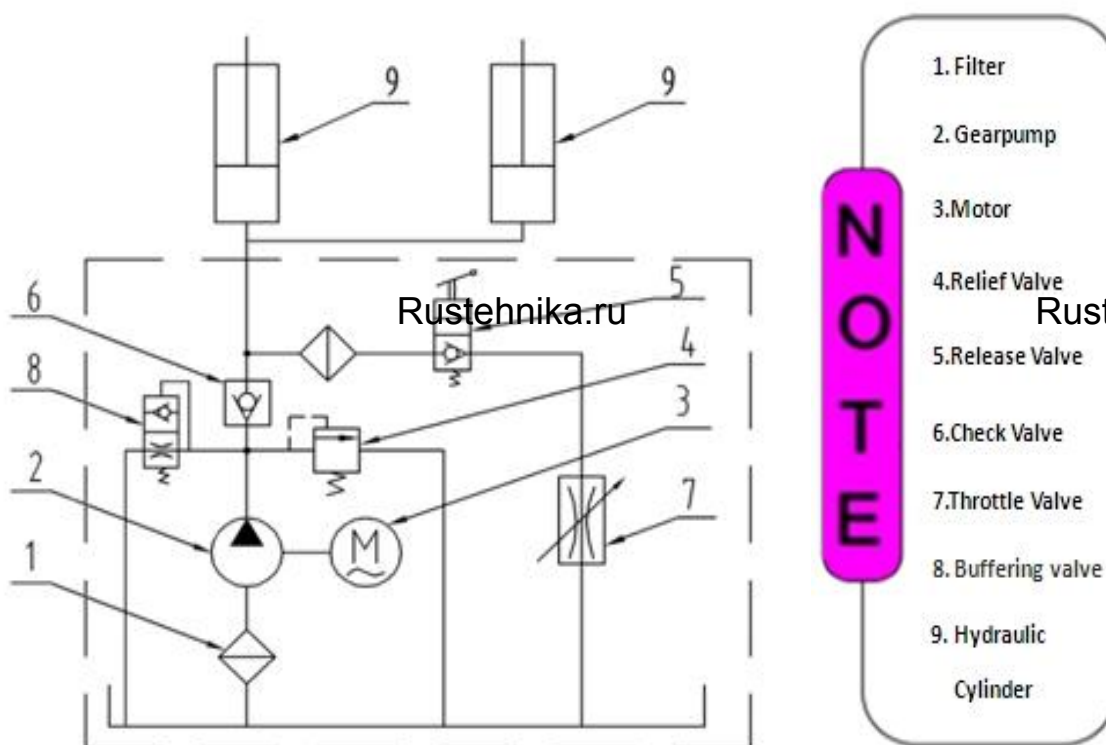 9
9
6
Rustehnika.ru
5
8
4
3
2
7
1
M
NOTE
1. Filter
2. Gearpump
3.Motor
4.Relief Valve
Rust
5.Release Valve
6.Check Valve
7.Throttle Valve
8. Buffering valve
9. Hydraulic
Cylinder